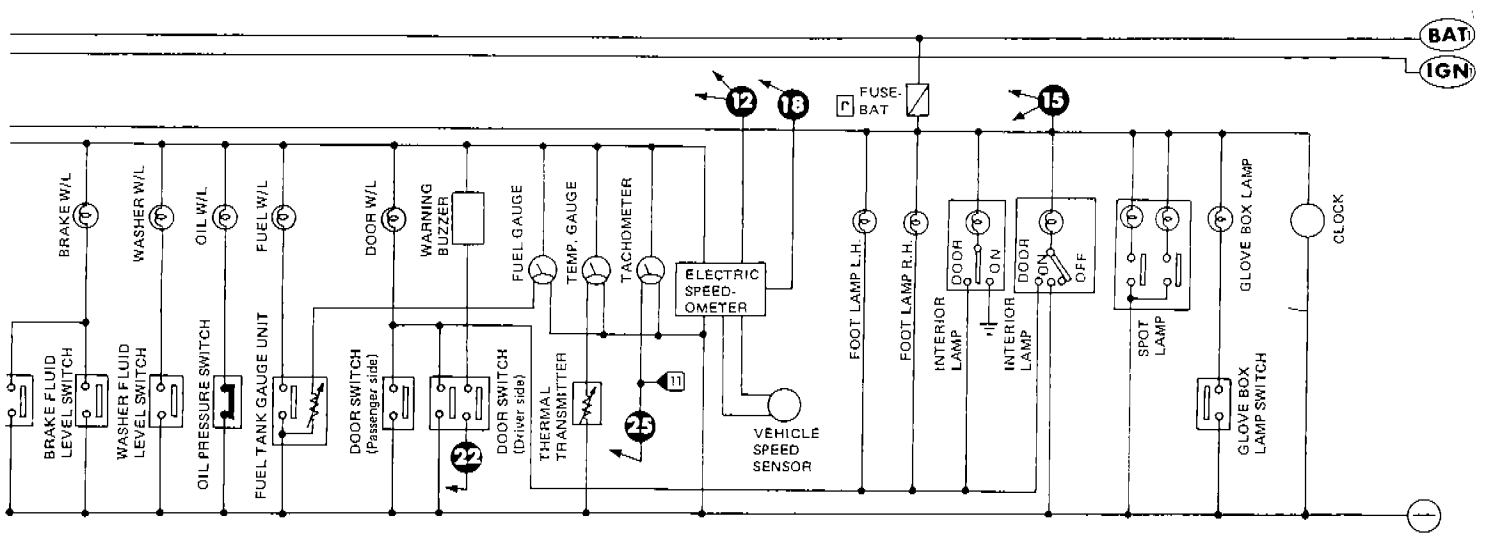 BAT
IGN
12
18
r
FUSE-
BAT
15
BRAKE W/L
WASHER W/L
OIL W/L
FUEL W/L
DOOR W/L
WARNING
BUZZER
FUEL GAUGE
TEMP. GAUGE
TACHOMETER
ELECTRIC
SPEED-
OMETER
FOOT LAMP L.H.
FOOT LAMP R.H.
DOOR
ON
INTERIOR
LAMP
DOOR
ON
OFF
INTERIOR
LAMP
SPOT
LAMP
GLOVE BOX LAMP
CLOCK
BRAKE FLUID
LEVEL SWITCH
WASHER FLUID
LEVEL SWITCH
OIL PRESSURE SWITCH
FUEL TANK GAUGE UNIT
DOOR SWITCH
(Passenger side)
22
DOOR SWITCH
(Driver side)
THERMAL
TRANSMITTER
11
25
VEHICLE
SPEED
SENSOR
GLOVE BOX
LAMP SWITCH